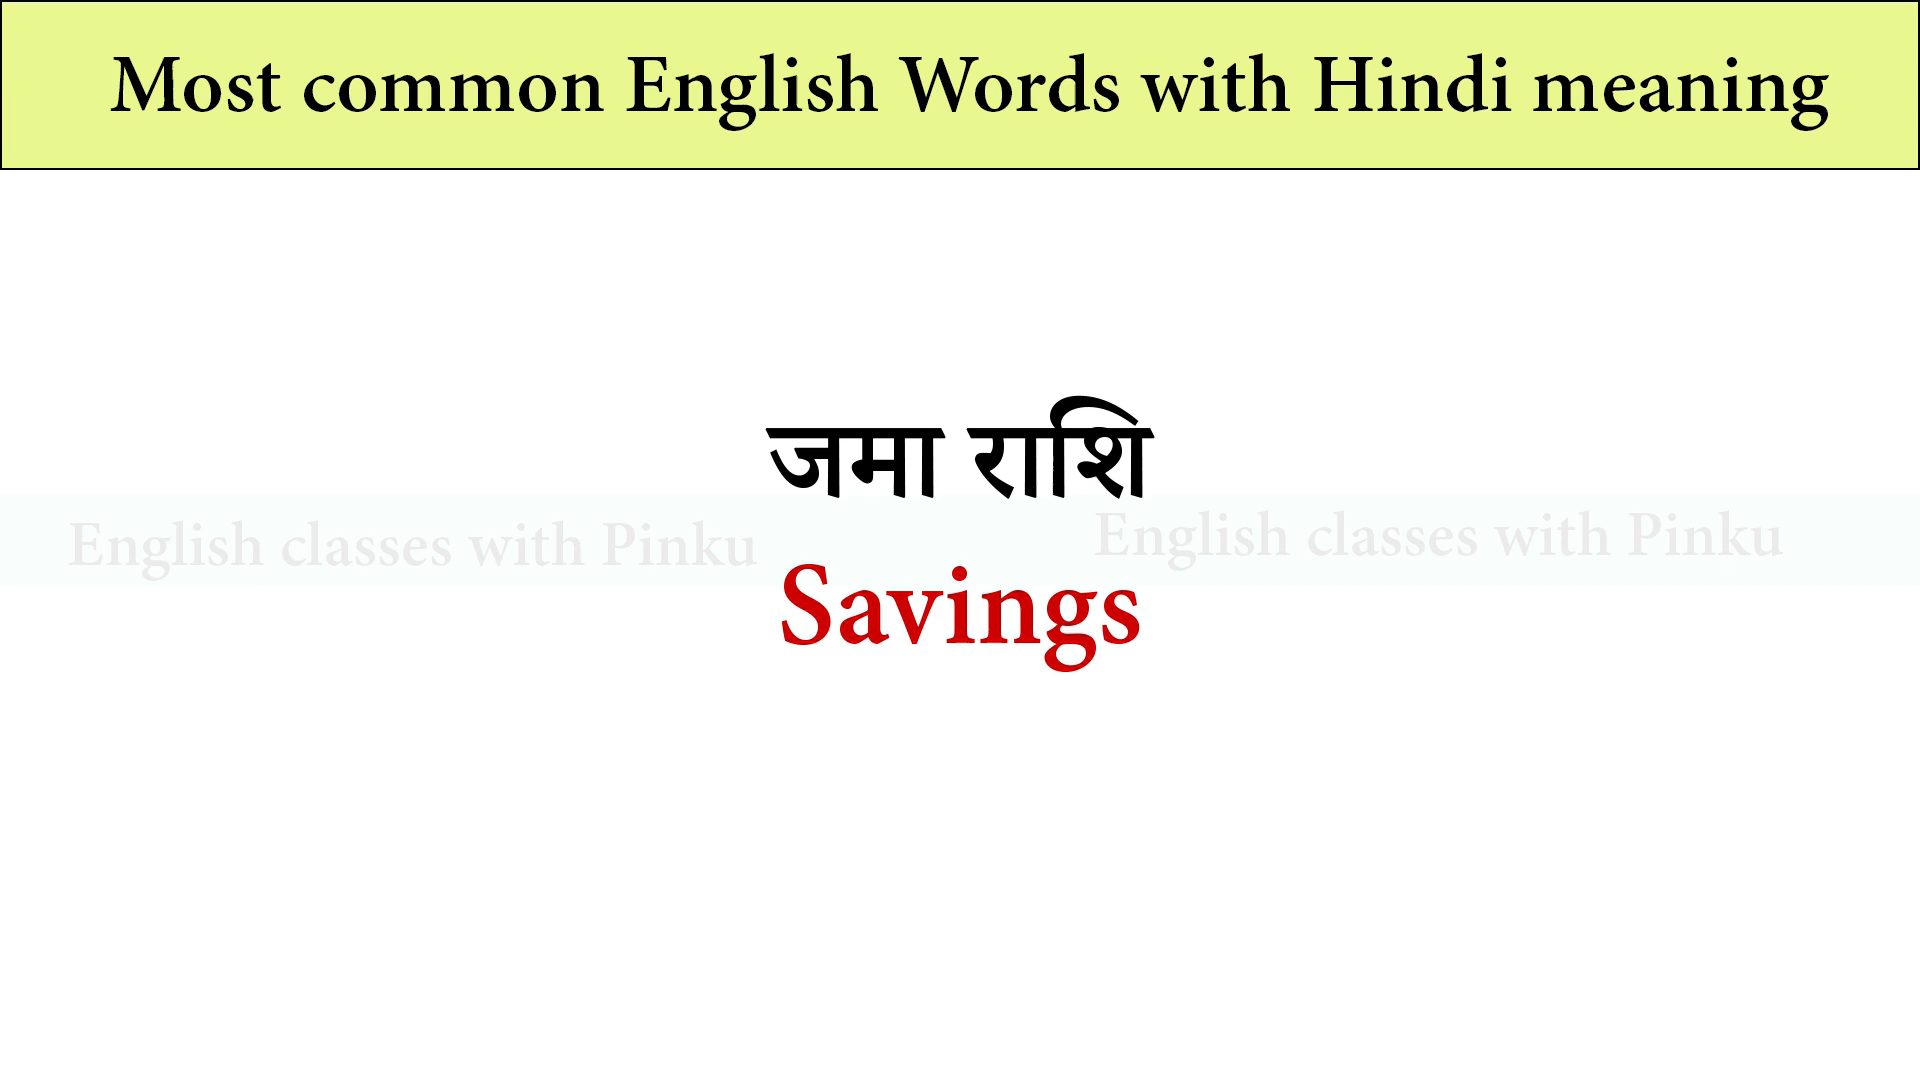 Most common English Words with Hindi meaning
जमा राशि
English classes with Pinku English classes with Pinku
Savings